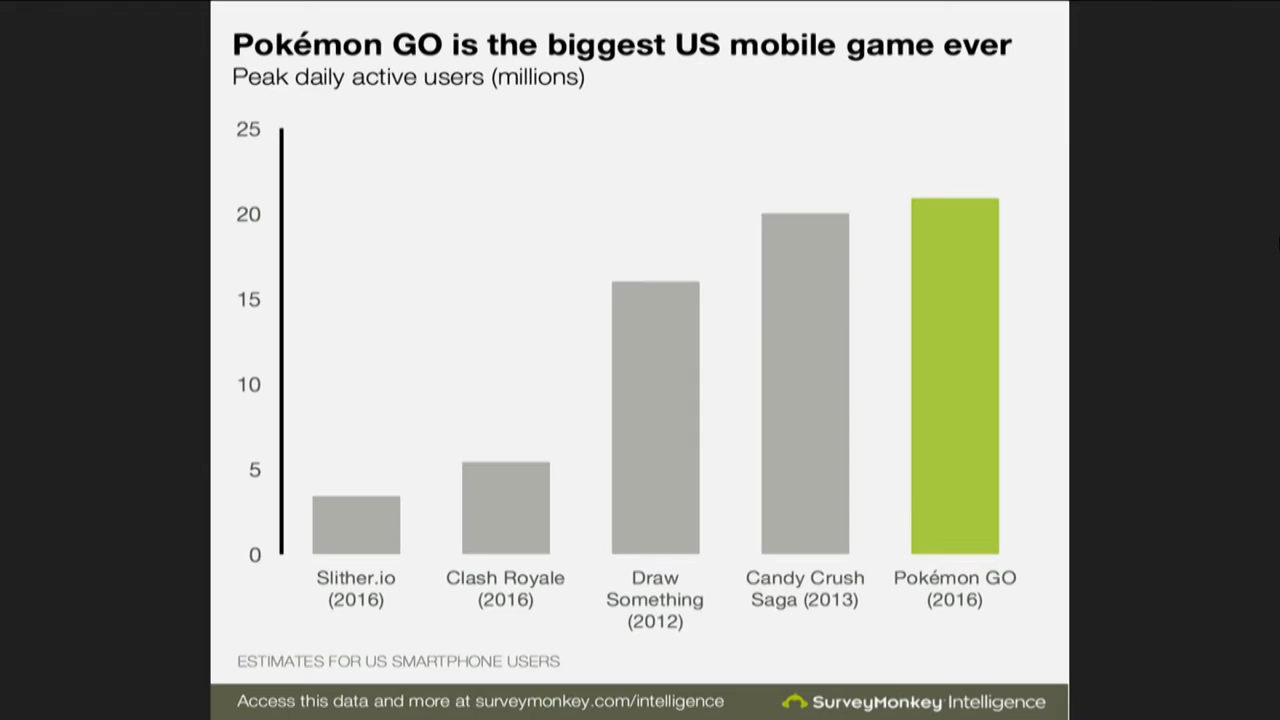 Pokémon GO is the biggest US mobile game ever
Peak daily active users (millions)
25
20
15
10
5
0
Slither.io
(2016)
Clash Royale
(2016)
Draw
Something
(2012)
Candy Crush
Saga (2013)
Pokémon GO
(2016)
ESTIMATES FOR US SMARTPHONE USERS
Access this data and more at surveymonkey.com/intelligence
SurveyMonkey Intelligence